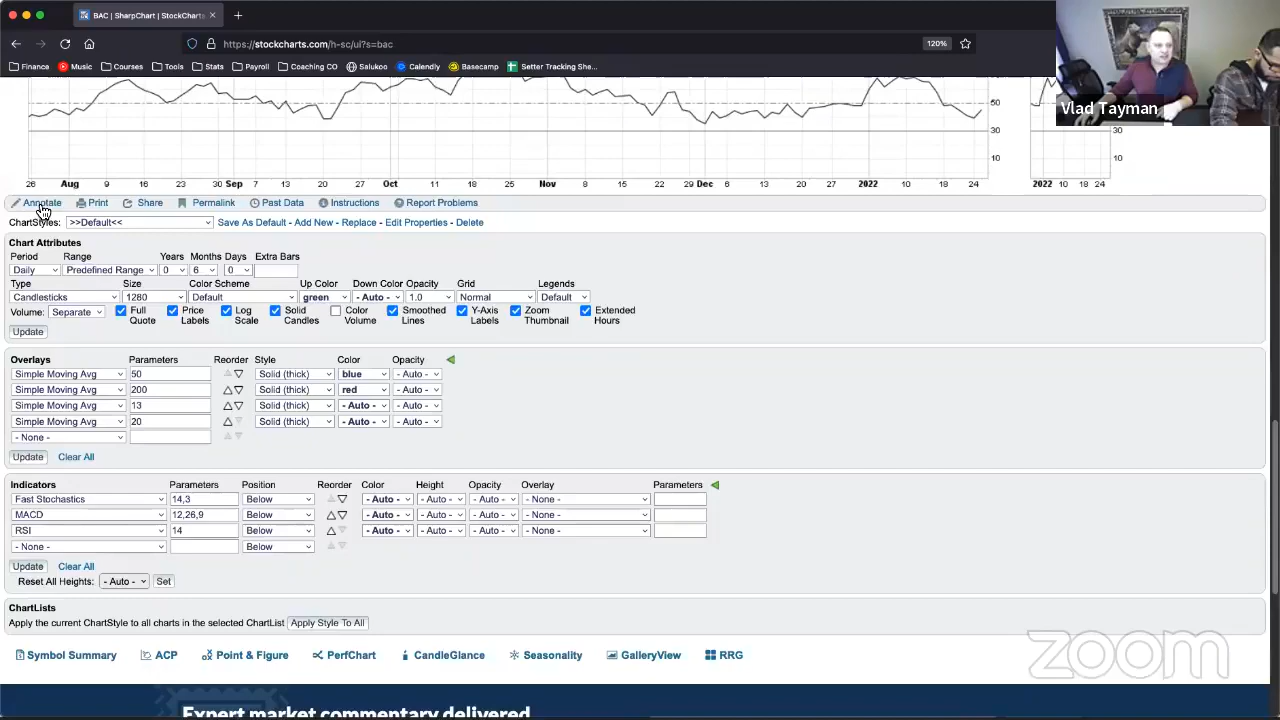 BAC | SharpChart | StockCharts
https://stockcharts.com/h-sc/ui?s=bac
120%
Finance Music Courses Tools Stats Payroll Coaching CO Salukoo Calendly Basecamp Setter Tracking She...
Vlad Tayman
50 50
30 30
10 10
26 Aug 9 16 23 30 Sep 7 13 20 27 Oct 11 18 25 Nov 8 15 22 29 Dec 6 13 20 27 2022 10 18 24 2022 10 18 24
Annotate Print Share Permalink Past Data Instructions Report Problems
ChartStyles: >>Default<< Save As Default - Add New - Replace - Edit Properties - Delete
Chart Attributes
Period Range Years Months Days Extra Bars
Daily Predefined Range 0 6 0
Type Size Color Scheme Up Color Down Color Opacity Grid Legends
Candlesticks 1280 Default green - Auto - 1.0 Normal Default
Volume: Separate Full Quote Price Labels Log Scale Solid Candles Color Volume Smoothed Lines Y-Axis Labels Zoom Thumbnail Extended Hours
Update
Overlays Parameters Reorder Style Color Opacity
Simple Moving Avg 50 Solid (thick) blue - Auto -
Simple Moving Avg 200 Solid (thick) red - Auto -
Simple Moving Avg 13 Solid (thick) - Auto - - Auto -
Simple Moving Avg 20 Solid (thick) - Auto - - Auto -
- None -
Update Clear All
Indicators Parameters Position Reorder Color Height Opacity Overlay Parameters
Fast Stochastics 14,3 Below - Auto - - Auto - - Auto - - None -
MACD 12,26,9 Below - Auto - - Auto - - Auto - - None -
RSI 14 Below - Auto - - Auto - - Auto - - None -
- None - Below
Update Clear All
Reset All Heights: - Auto - Set
ChartLists
Apply the current ChartStyle to all charts in the selected ChartList Apply Style To All
Symbol Summary ACP Point & Figure PerfChart CandleGlance Seasonality GalleryView RRG
zoom
Expert market commentary delivered